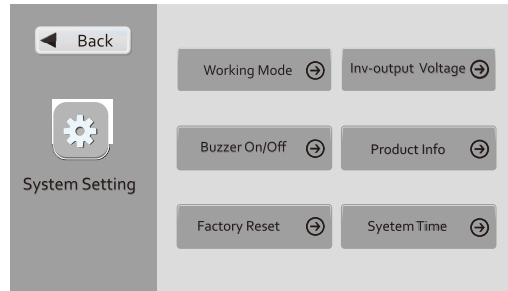 Back
System Setting
Working Mode
Inv-output Voltage
Buzzer On/Off
Product Info
Factory Reset
Syetem Time